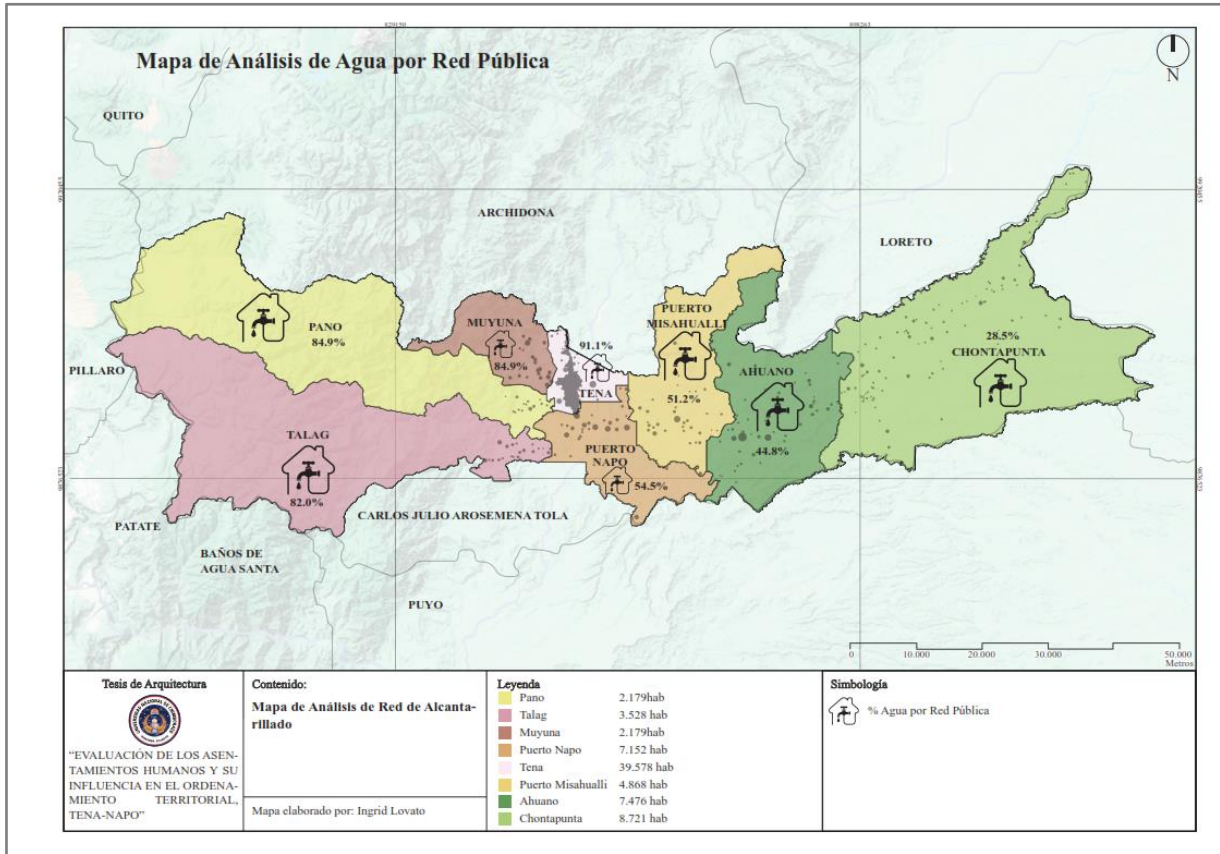 820150
898263
Mapa de Análisis de Agua por Red Pública
N
QUITO
ARCHIDONA
LORETO
PUERTO
MISAHUALLI
MUYUNA
91.1%
28.5%
CHONTAPUNTA
PANO
84.9%
PILLARO
84.9%
AHUANO
TENA
51.2%
TALAG
PUERTO
NAPO
44.8%
54.5%
82.0%
CARLOS JULIO AROSEMENA TOLA
PATATE
BAÑOS DE
AGUA SANTA
PUYO
0 10.000 20.000 30.000 50.000
Metros
Tesis de Arquitectura
UNIVERSIDAD NACIONAL DE CHIMBORAZO
"EVALUACIÓN DE LOS ASEN-
TAMIENTOS HUMANOS Y SU
INFLUENCIA EN EL ORDENA-
MIENTO TERRITORIAL,
TENA-NAPO"
Contenido:
Mapa de Análisis de Red de Alcanta-
rillado
Mapa elaborado por: Ingrid Lovato
Leyenda
Pano 2.179hab
Talag 3.528 hab
Muyuna 2.179hab
Puerto Napo 7.152 hab
Tena 39.578 hab
Puerto Misahualli 4.868 hab
Ahuano 7.476 hab
Chontapunta 8.721 hab
Simbología
% Agua por Red Pública